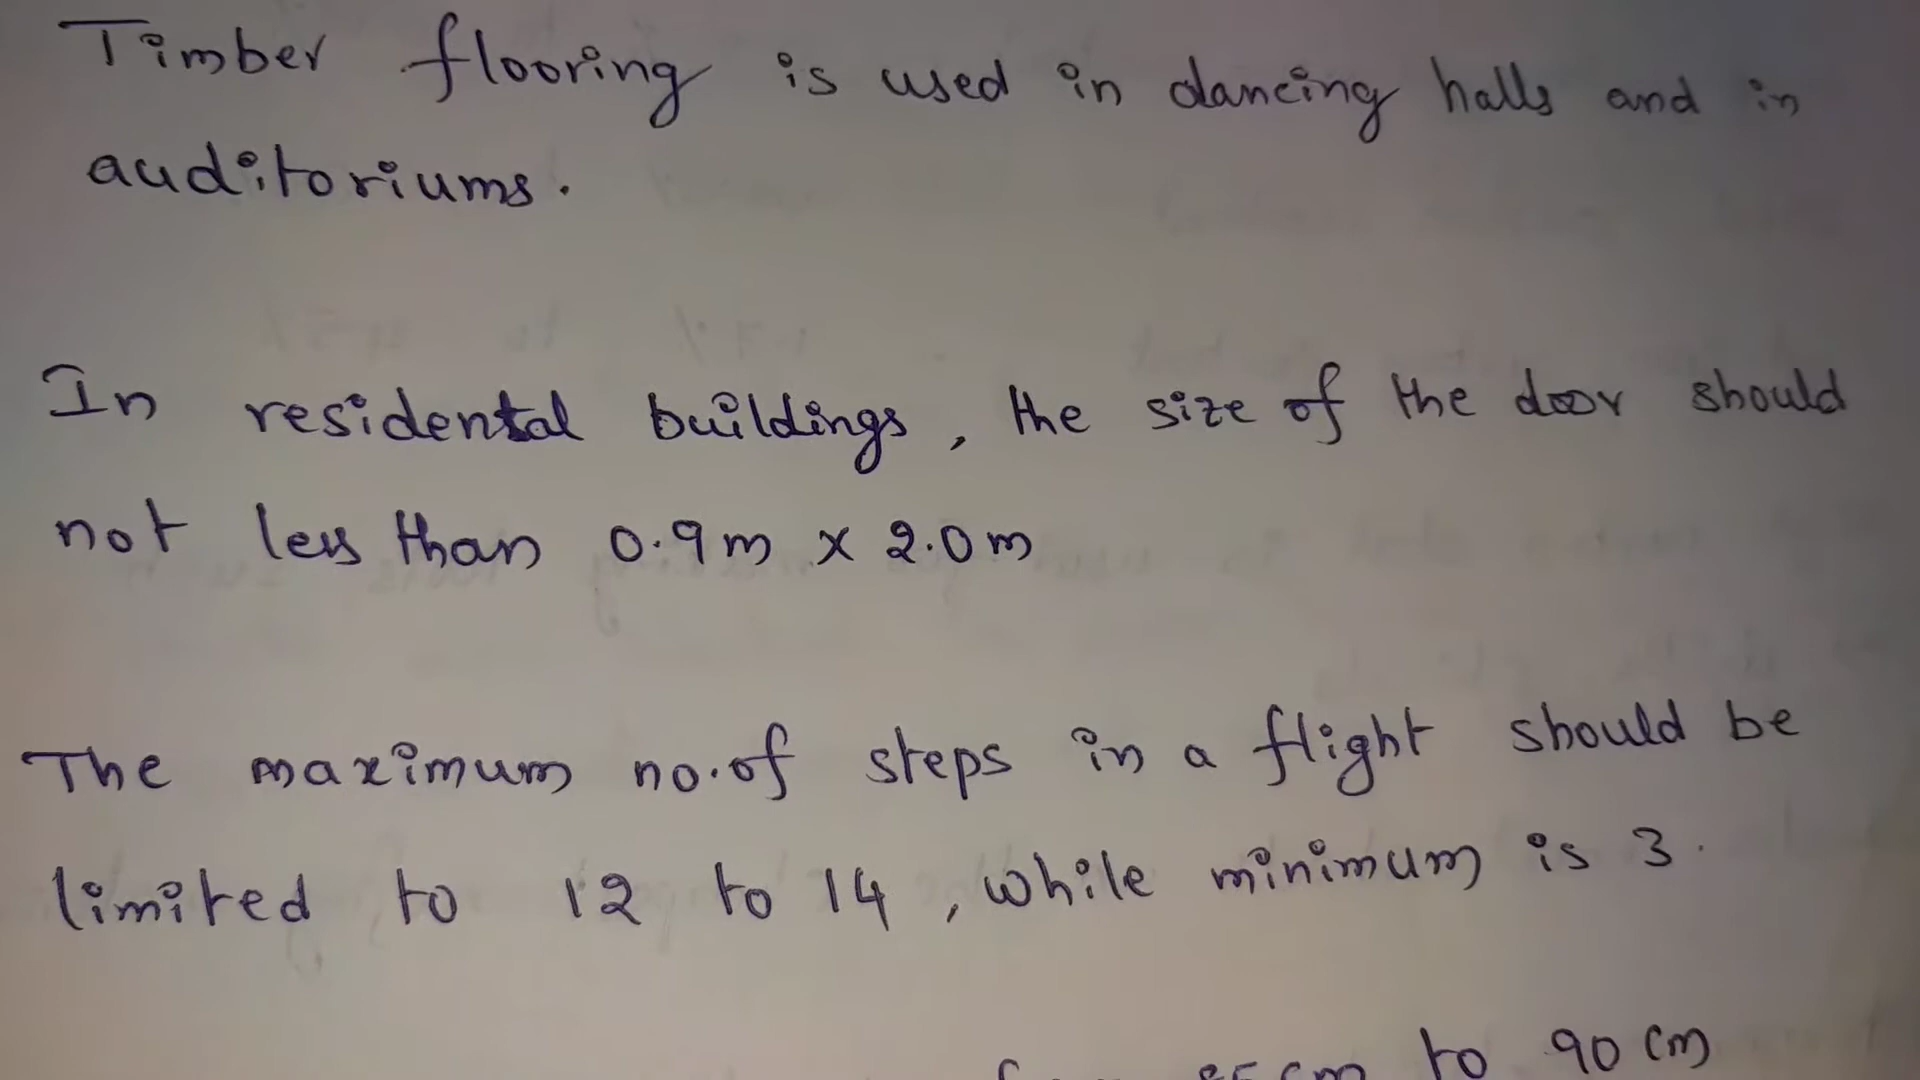 Timber flooring is used in dancing halls and in
auditoriums.
In residental buildings, the size of the door should
not less than 0.9m x 2.0m
The maximum no.of steps in a flight should be
limited to 12 to 14, while minimum is 3.
85 cm to 90 cm